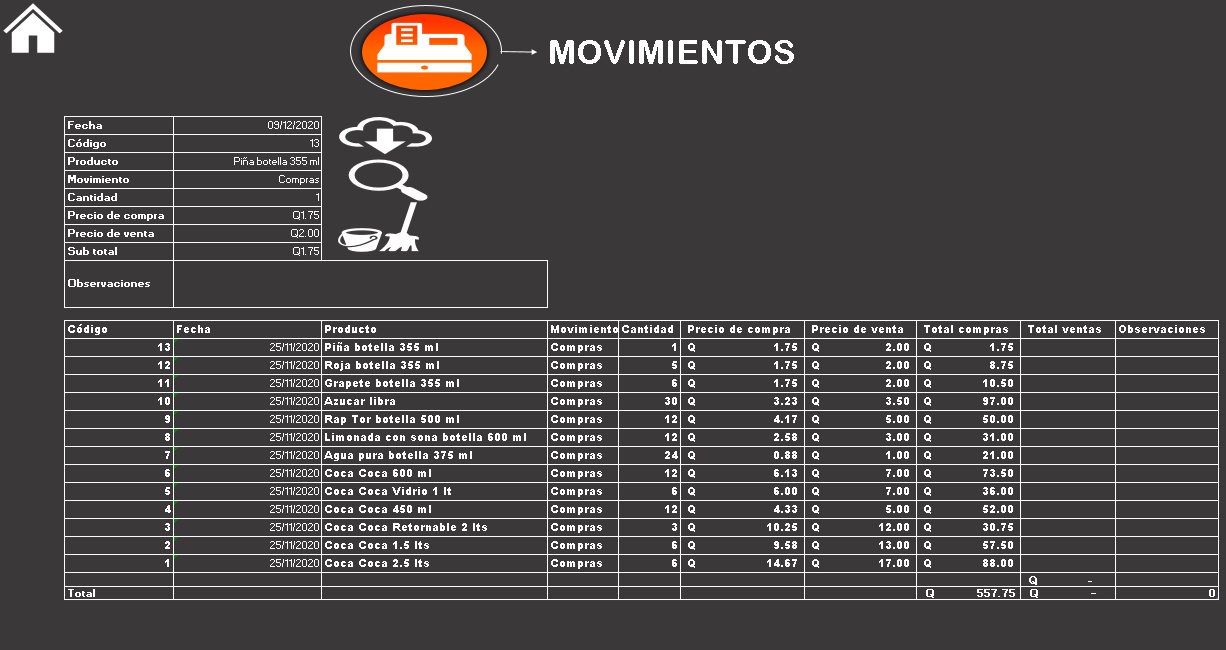 MOVIMIENTOS
Fecha 09/12/2020
Código 13
Producto Piña botella 355 ml
Movimiento Compras
Cantidad 1
Precio de compra Q1.75
Precio de venta Q2.00
Sub total Q1.75
Observaciones
Código Fecha Producto Movimiento Cantidad Precio de compra Precio de venta Total compras Total ventas Observaciones
13 25/11/2020 Piña botella 355 ml Compras 1 Q 1.75 Q 2.00 Q 1.75
12 25/11/2020 Roja botella 355 ml Compras 5 Q 1.75 Q 2.00 Q 8.75
11 25/11/2020 Grapete botella 355 ml Compras 6 Q 1.75 Q 2.00 Q 10.50
10 25/11/2020 Azucar libra Compras 30 Q 3.23 Q 3.50 Q 97.00
9 25/11/2020 Rap Tor botella 500 ml Compras 12 Q 4.17 Q 5.00 Q 50.00
8 25/11/2020 Limonada con sona botella 600 ml Compras 12 Q 2.58 Q 3.00 Q 31.00
7 25/11/2020 Agua pura botella 375 ml Compras 24 Q 0.88 Q 1.00 Q 21.00
6 25/11/2020 Coca Coca 600 ml Compras 12 Q 6.13 Q 7.00 Q 73.50
5 25/11/2020 Coca Coca Vidrio 1 lt Compras 6 Q 6.00 Q 7.00 Q 36.00
4 25/11/2020 Coca Coca 450 ml Compras 12 Q 4.33 Q 5.00 Q 52.00
3 25/11/2020 Coca Coca Retornable 2 lts Compras 3 Q 10.25 Q 12.00 Q 30.75
2 25/11/2020 Coca Coca 1.5 lts Compras 6 Q 9.58 Q 13.00 Q 57.50
1 25/11/2020 Coca Coca 2.5 lts Compras 6 Q 14.67 Q 17.00 Q 88.00
Q -
Total Q 557.75 Q - 0